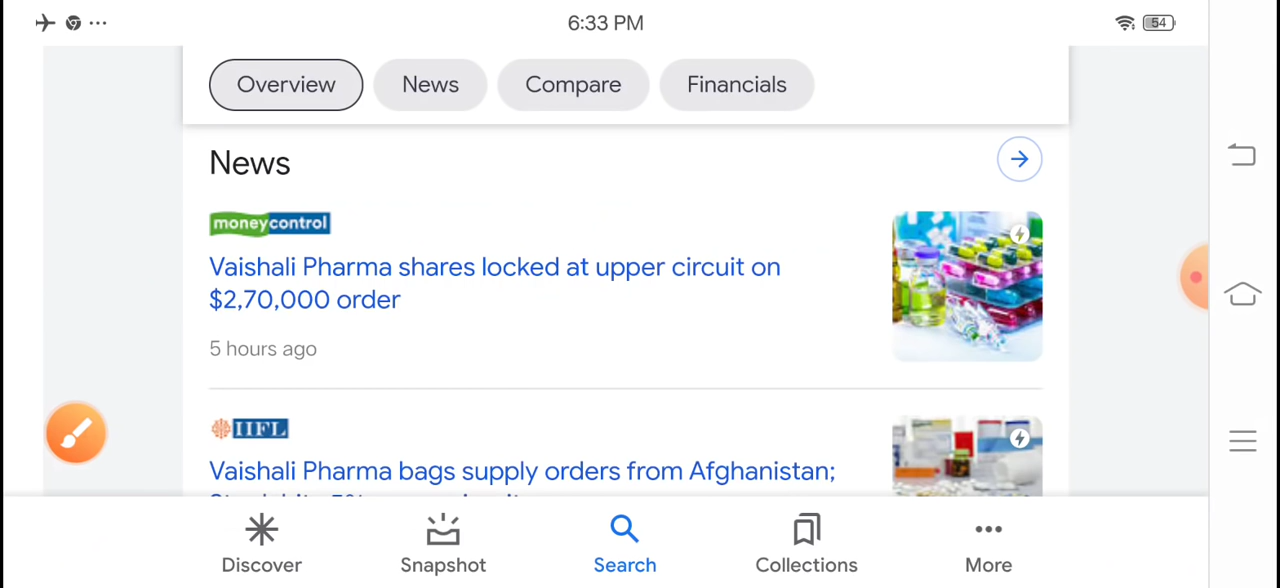 6:33 PM
54
Overview News Compare Financials
News
moneycontrol
Vaishali Pharma shares locked at upper circuit on
$2,70,000 order
5 hours ago
IIFL
Vaishali Pharma bags supply orders from Afghanistan;
Discover Snapshot Search Collections More